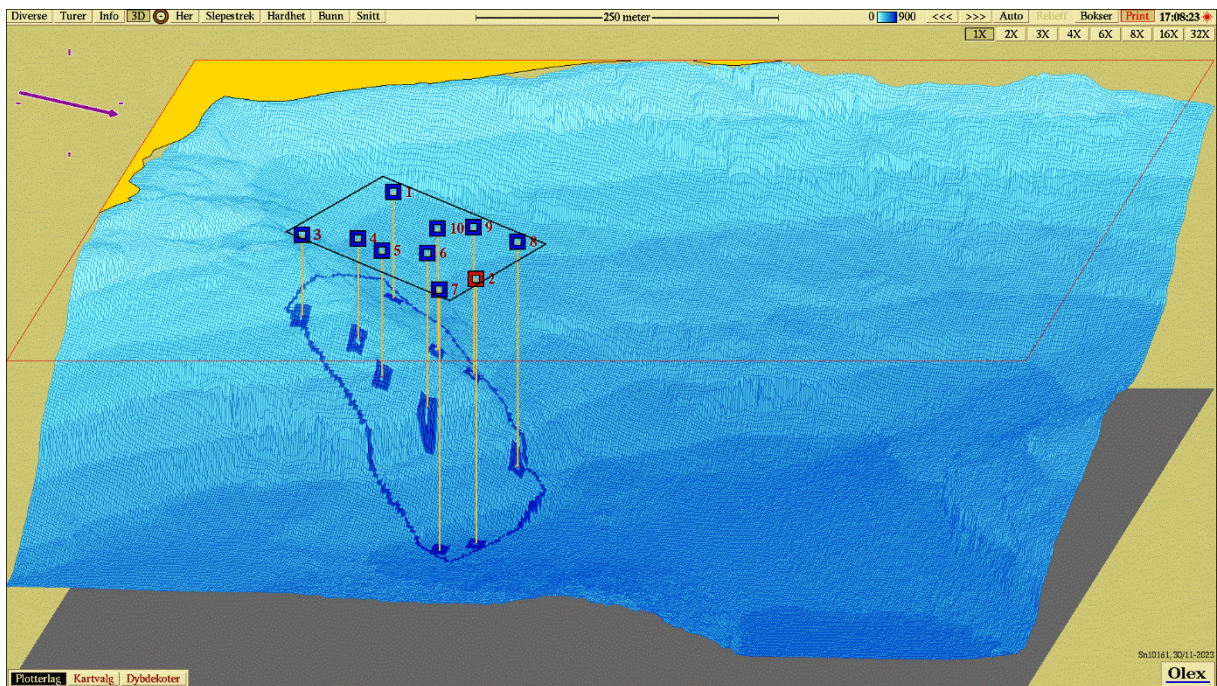 Diverse Turer Info 3D Her Slepestrek Hardhet Bunn Snitt 250 meter 0 900 <<< >>> Auto Relieff Bokser Print 17:08:23
1X 2X 3X 4X 6X 8X 16X 32X
1
10 9
3 4 8
5 6
2
7
Sn10161, 30/11-2023
Plotterlag Kartvalg Dybdekoter Olex